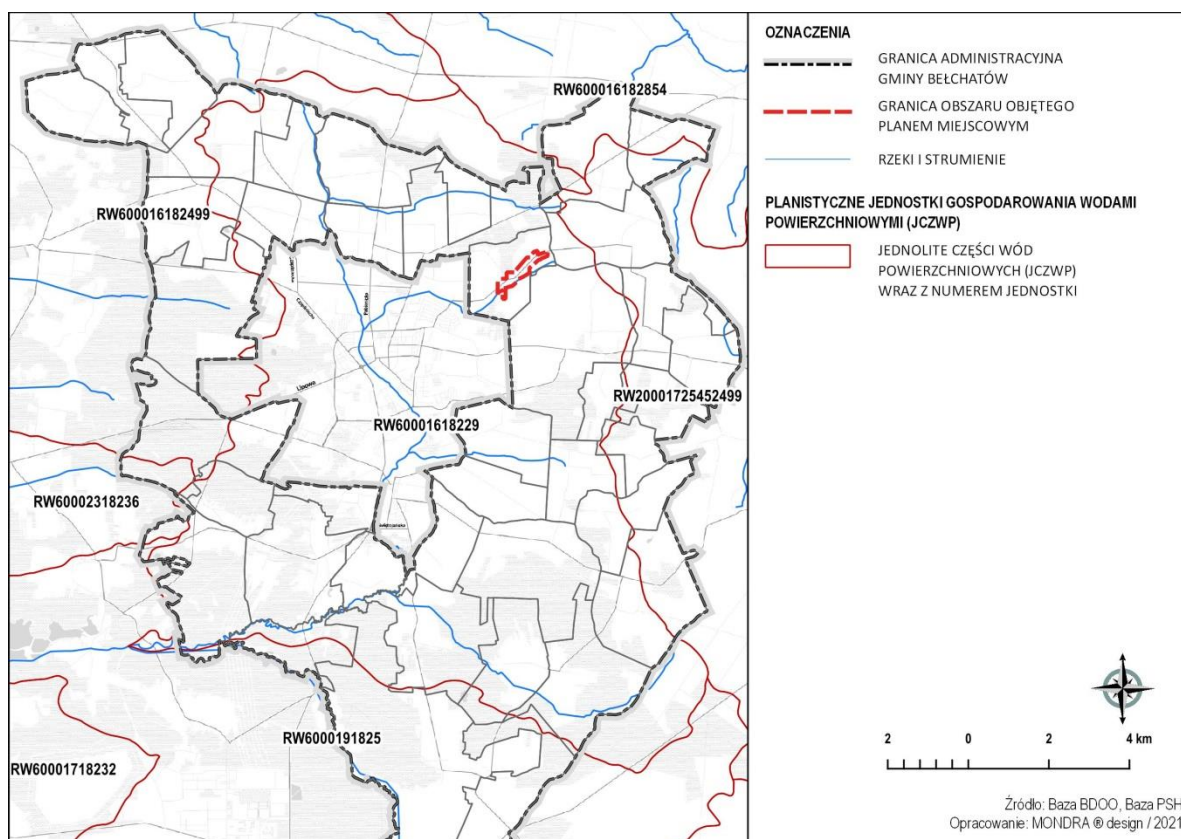 RW600016182854
RW600016182499
RW20001725452499
RW60001618229
RW60002318236
RW6000191825
RW60001718232
Lipowa
OZNACZENIA
GRANICA ADMINISTRACYJNA
GMINY BEŁCHATÓW
GRANICA OBSZARU OBJĘTEGO
PLANEM MIEJSCOWYM
RZEKI I STRUMIENIE
PLANISTYCZNE JEDNOSTKI GOSPODAROWANIA WODAMI
POWIERZCHNIOWYMI (JCZWP)
JEDNOLITE CZĘŚCI WÓD
POWIERZCHNIOWYCH (JCZWP)
WRAZ Z NUMEREM JEDNOSTKI
2 0 2 4 km
Źródło: Baza BDOO, Baza PSH
Opracowanie: MONDRA ® design / 2021